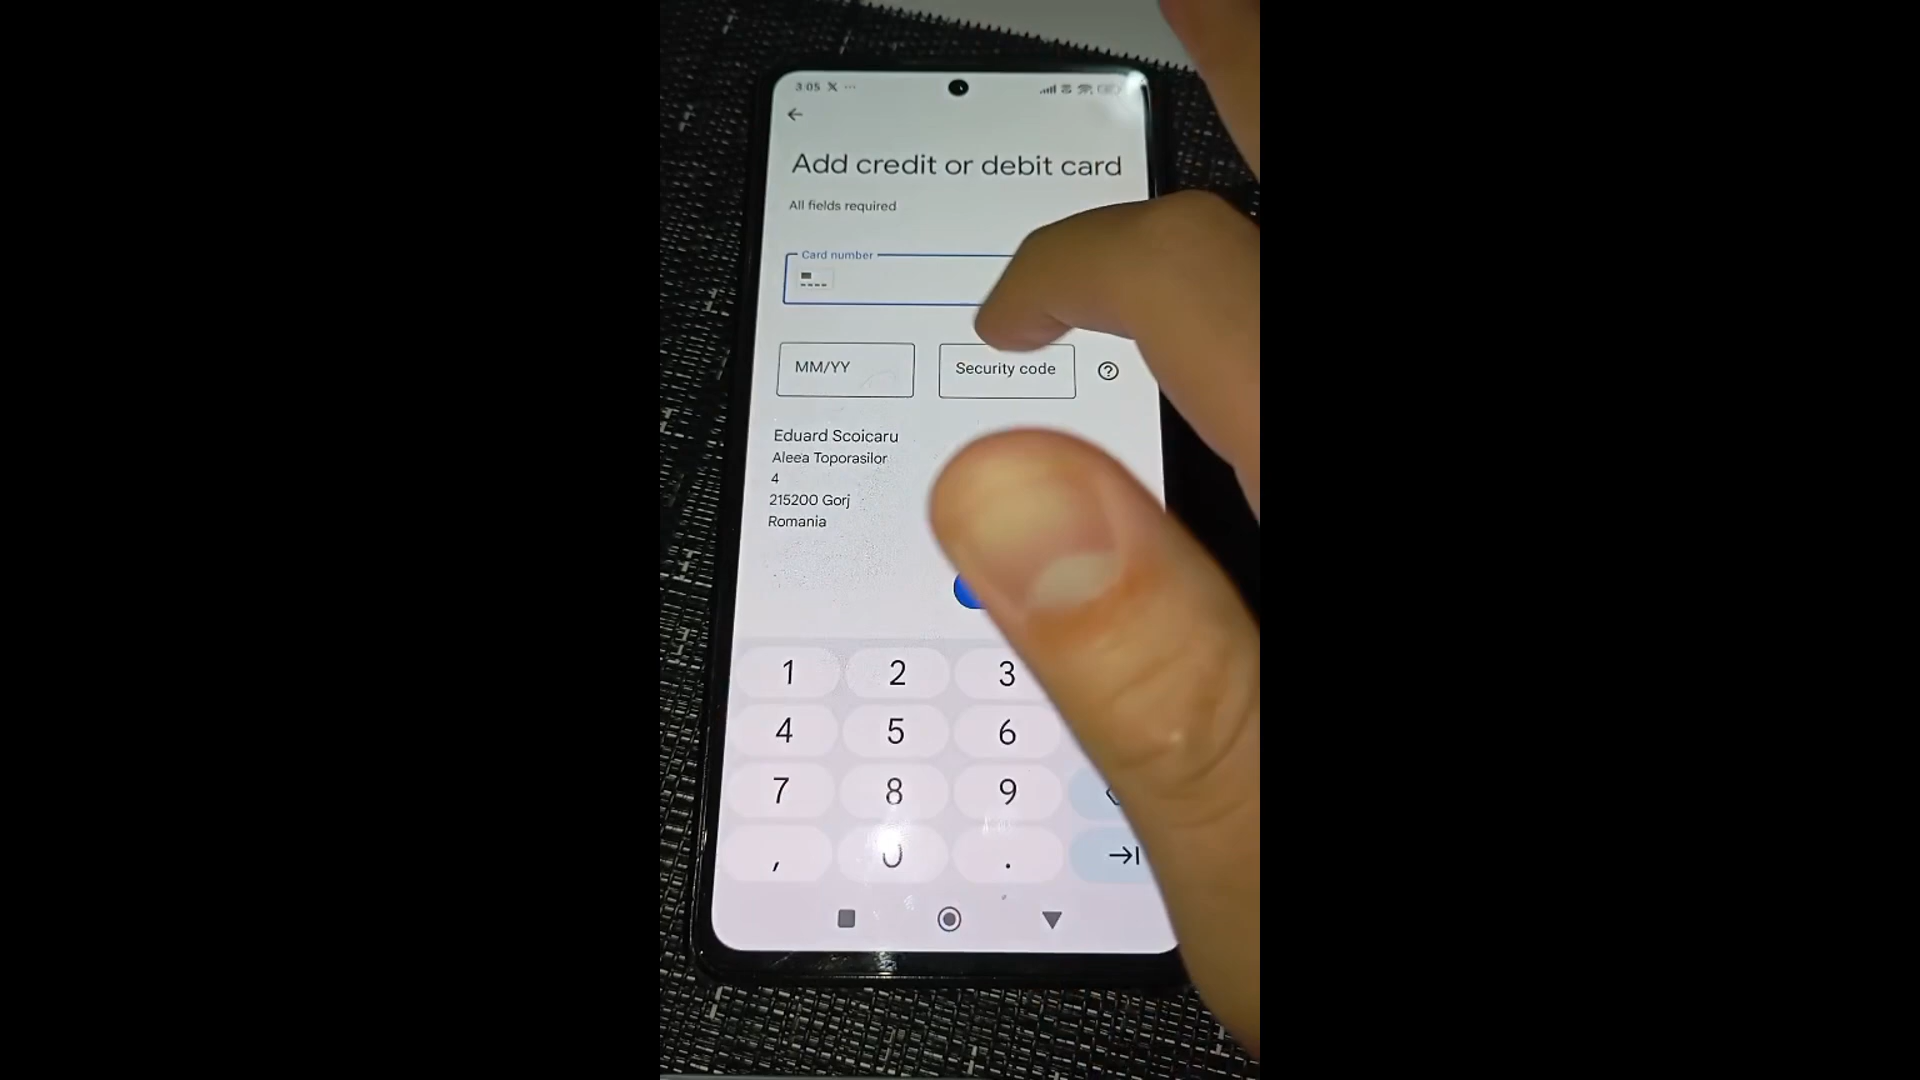 3:05
Add credit or debit card
All fields required
Card number
MM/YY
Security code
Eduard Scoicaru
Aleea Toporasilor
4
215200 Gorj
Romania
1 2 3
4 5 6
7 8 9
, 0 .